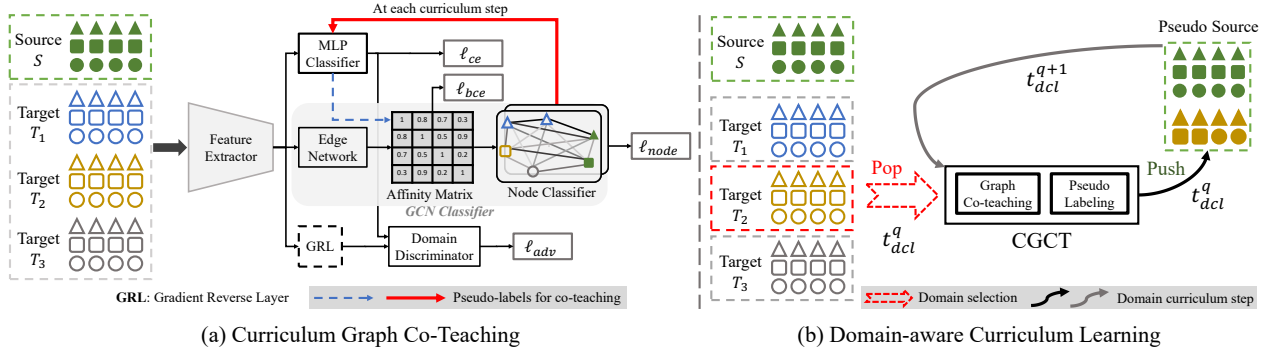 At each curriculum step
Source
S
Target
T1
Target
T2
Target
T3
Feature
Extractor
MLP
Classifier
ℓce
ℓbce
Edge
Network
1 0.8 0.7 0.3
0.8 1 0.5 0.9
0.7 0.5 1 0.2
0.3 0.9 0.2 1
Affinity Matrix
Node Classifier
GCN Classifier
ℓnode
GRL
Domain
Discriminator
ℓadv
GRL: Gradient Reverse Layer
Pseudo-labels for co-teaching
(a) Curriculum Graph Co-Teaching
Source
S
Target
T1
Target
T2
Target
T3
Pop
t^q_dcl
t^{q+1}_dcl
Pseudo Source
Graph
Co-teaching
Pseudo
Labeling
CGCT
Push
t^q_dcl
Domain selection
Domain curriculum step
(b) Domain-aware Curriculum Learning